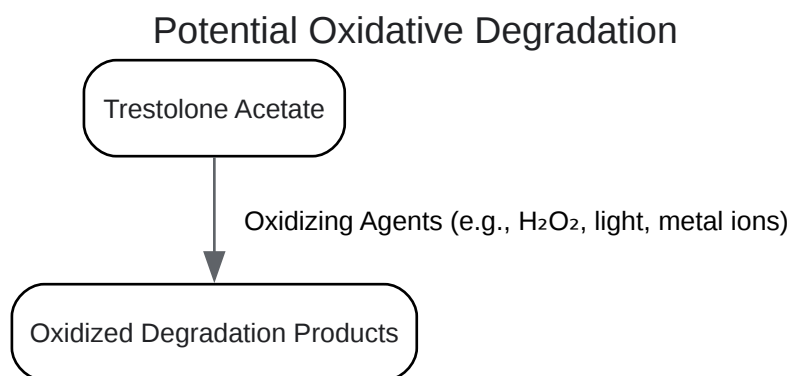 Potential Oxidative Degradation
Trestolone Acetate
Oxidizing Agents (e.g., H₂O₂, light, metal ions)
Oxidized Degradation Products